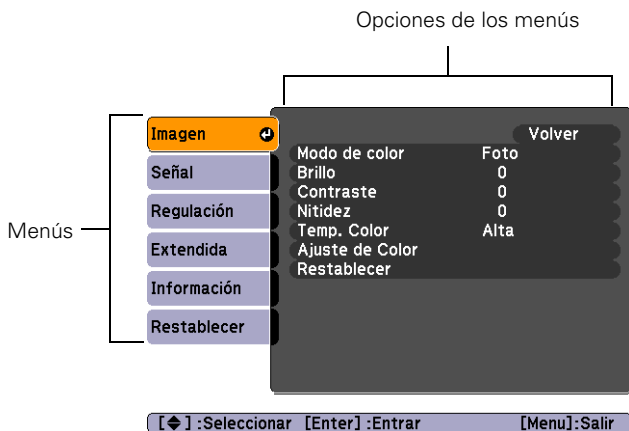 Opciones de los menús
Menús
Imagen
Señal
Regulación
Extendida
Información
Restablecer
Volver
Modo de color Foto
Brillo 0
Contraste 0
Nitidez 0
Temp. Color Alta
Ajuste de Color
Restablecer
[◆] :Seleccionar [Enter] :Entrar [Menu]:Salir